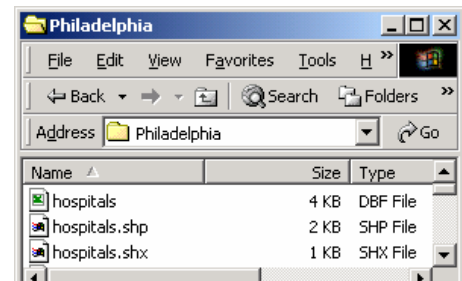 Philadelphia
File Edit View Favorites Tools H »
Back Search Folders »
Address Philadelphia Go
Name Size Type
hospitals 4 KB DBF File
hospitals.shp 2 KB SHP File
hospitals.shx 1 KB SHX File